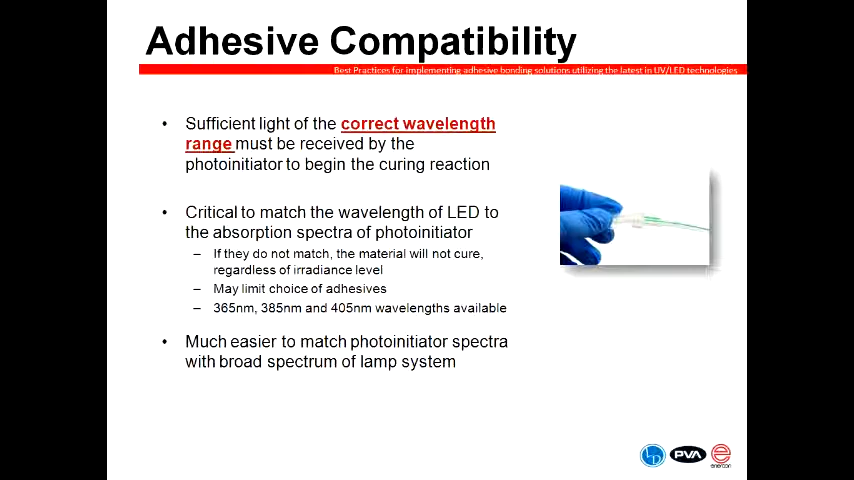 Adhesive Compatibility
Best Practices for implementing adhesive bonding solutions utilizing the latest in UV/LED technologies
• Sufficient light of the correct wavelength
range must be received by the
photoinitiator to begin the curing reaction
• Critical to match the wavelength of LED to
the absorption spectra of photoinitiator
– If they do not match, the material will not cure,
regardless of irradiance level
– May limit choice of adhesives
– 365nm, 385nm and 405nm wavelengths available
• Much easier to match photoinitiator spectra
with broad spectrum of lamp system
LD PVA e
enercon